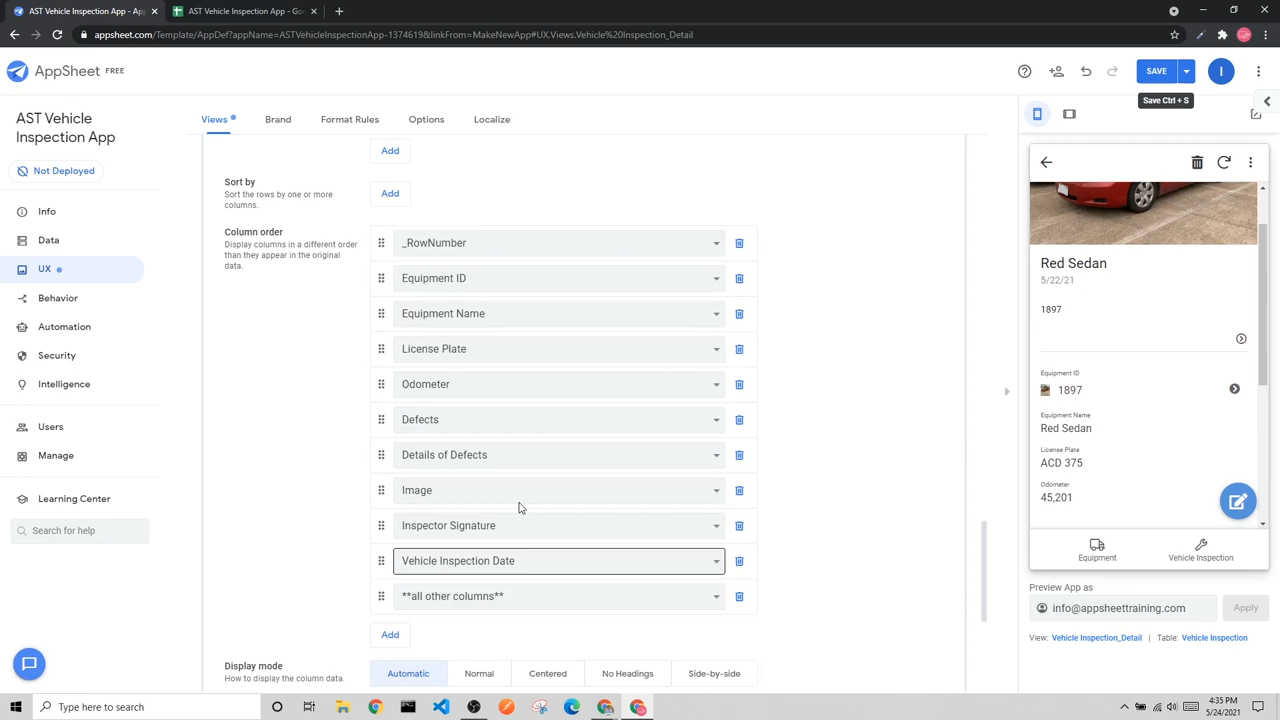 AST Vehicle Inspection App - App
AST Vehicle Inspection App - Goo
appsheet.com/Template/AppDef?appName=ASTVehicleInspectionApp-1374619&linkFrom=MakeNewApp#UX.Views.Vehicle%20Inspection_Detail
AppSheet FREE
SAVE
I
Save Ctrl + S
AST Vehicle
Inspection App
Not Deployed
Info
Data
UX
Behavior
Automation
Security
Intelligence
Users
Manage
Learning Center
Search for help
Views
Brand
Format Rules
Options
Localize
Add
Sort by
Sort the rows by one or more
columns.
Add
Column order
Display columns in a different order
than they appear in the original
data.
_RowNumber
Equipment ID
Equipment Name
License Plate
Odometer
Defects
Details of Defects
Image
Inspector Signature
Vehicle Inspection Date
**all other columns**
Add
Display mode
How to display the column data.
Automatic
Normal
Centered
No Headings
Side-by-side
Red Sedan
5/22/21
1897
Equipment ID
1897
Equipment Name
Red Sedan
License Plate
ACD 375
Odometer
45,201
Equipment
Vehicle Inspection
Preview App as
info@appsheettraining.com
Apply
View: Vehicle Inspection_Detail | Table: Vehicle Inspection
Type here to search
4:35 PM
5/24/2021